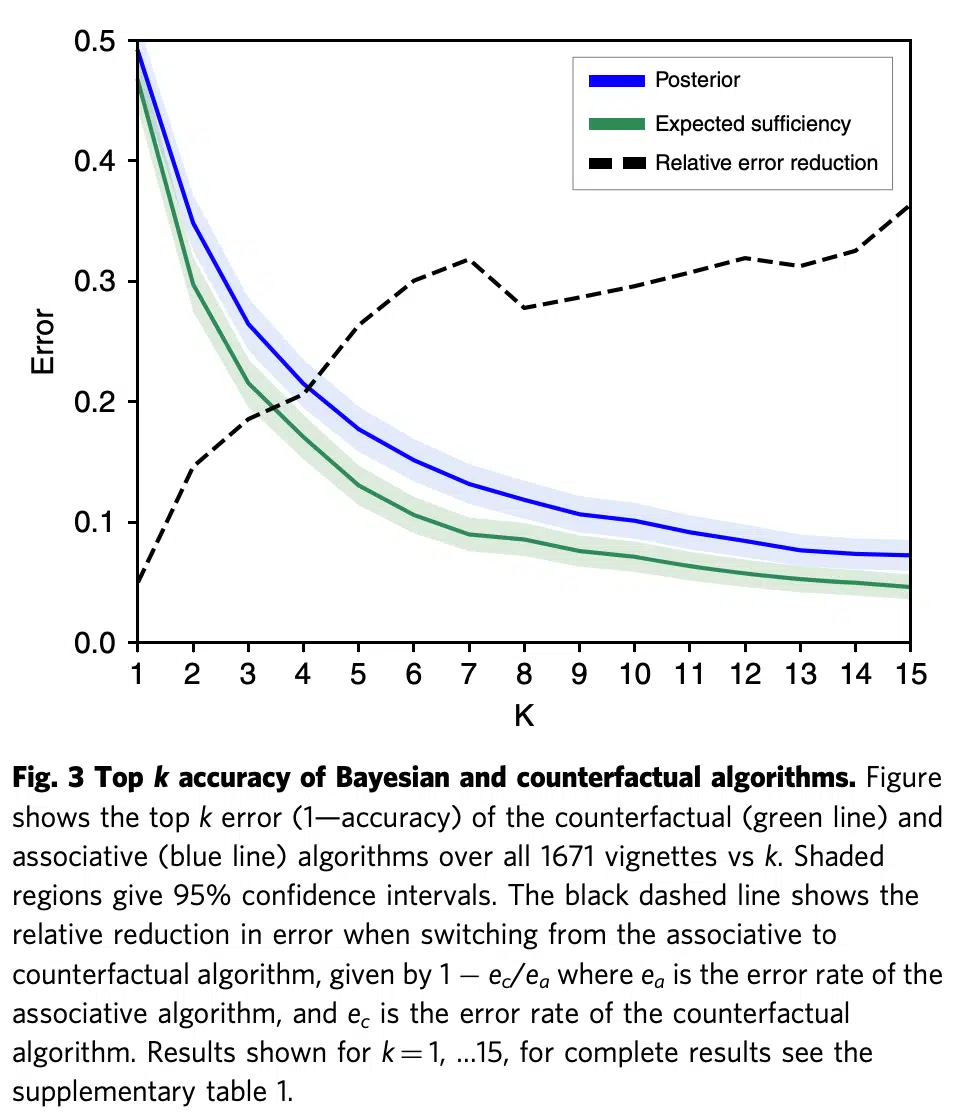 0.5
0.4
0.3
0.2
0.1
0.0
Error
Posterior
Expected sufficiency
Relative error reduction
1 2 3 4 5 6 7 8 9 10 11 12 13 14 15
K
Fig. 3 Top k accuracy of Bayesian and counterfactual algorithms. Figure
shows the top k error (1—accuracy) of the counterfactual (green line) and
associative (blue line) algorithms over all 1671 vignettes vs k. Shaded
regions give 95% confidence intervals. The black dashed line shows the
relative reduction in error when switching from the associative to
counterfactual algorithm, given by 1 − ec/ea where ea is the error rate of the
associative algorithm, and ec is the error rate of the counterfactual
algorithm. Results shown for k = 1, …15, for complete results see the
supplementary table 1.